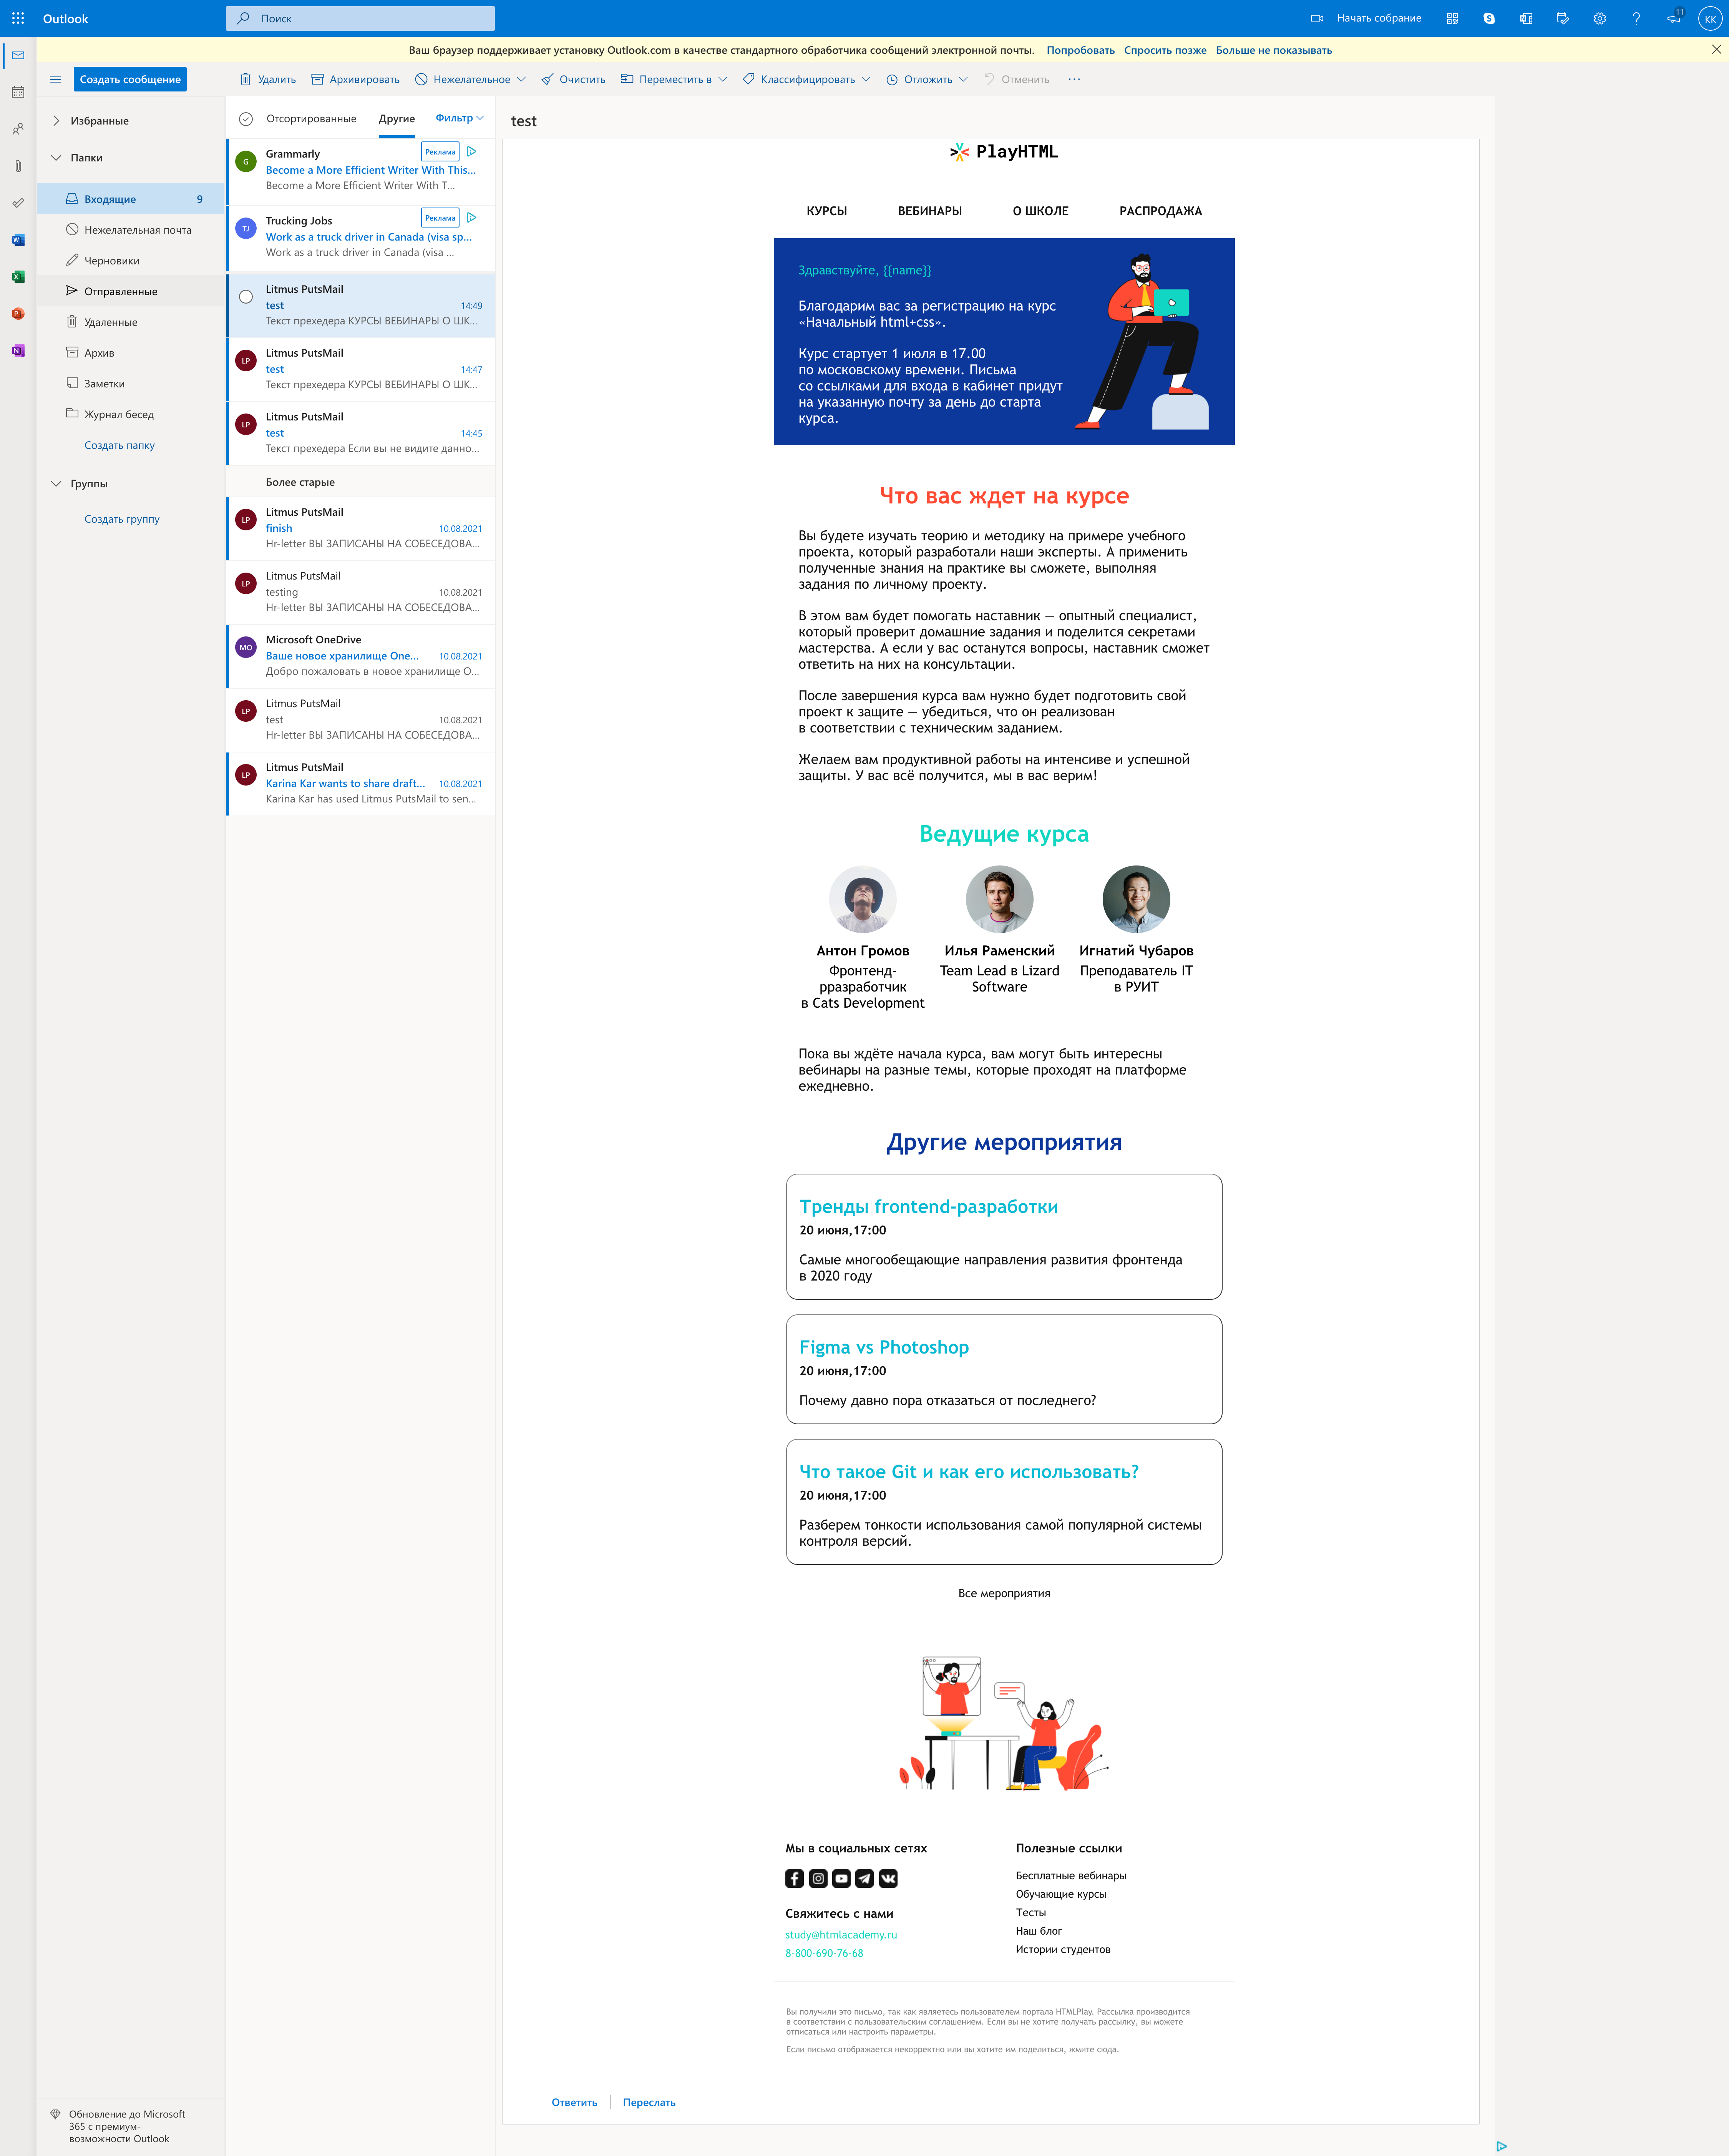 Outlook
Поиск
Начать собрание
11
КК
Ваш браузер поддерживает установку Outlook.com в качестве стандартного обработчика сообщений электронной почты. Попробовать Спросить позже Больше не показывать
Создать сообщение
Удалить Архивировать Нежелательное Очистить Переместить в Классифицировать Отложить Отменить ...
Избранные
Папки
Входящие 9
Нежелательная почта
Черновики
Отправленные
Удаленные
Архив
Заметки
Журнал бесед
Создать папку
Группы
Создать группу
Обновление до Microsoft
365 с премиум-
возможности Outlook
Отсортированные Другие Фильтр
G
Grammarly Реклама
Become a More Efficient Writer With This...
Become a More Efficient Writer With T...
TJ
Trucking Jobs Реклама
Work as a truck driver in Canada (visa sp...
Work as a truck driver in Canada (visa ...
Litmus PutsMail
test 14:49
Текст прехедера КУРСЫ ВЕБИНАРЫ О ШК...
LP
Litmus PutsMail
test 14:47
Текст прехедера КУРСЫ ВЕБИНАРЫ О ШК...
LP
Litmus PutsMail
test 14:45
Текст прехедера Если вы не видите данно...
Более старые
LP
Litmus PutsMail
finish 10.08.2021
Hr-letter ВЫ ЗАПИСАНЫ НА СОБЕСЕДОВА...
LP
Litmus PutsMail
testing 10.08.2021
Hr-letter ВЫ ЗАПИСАНЫ НА СОБЕСЕДОВА...
MO
Microsoft OneDrive
Ваше новое хранилище One... 10.08.2021
Добро пожаловать в новое хранилище O...
LP
Litmus PutsMail
test 10.08.2021
Hr-letter ВЫ ЗАПИСАНЫ НА СОБЕСЕДОВА...
LP
Litmus PutsMail
Karina Kar wants to share draft... 10.08.2021
Karina Kar has used Litmus PutsMail to sen...
test
PlayHTML
КУРСЫ ВЕБИНАРЫ О ШКОЛЕ РАСПРОДАЖА
Здравствуйте, {{name}}
Благодарим вас за регистрацию на курс
«Начальный html+css».
Курс стартует 1 июля в 17.00
по московскому времени. Письма
со ссылками для входа в кабинет придут
на указанную почту за день до старта
курса.
Что вас ждет на курсе
Вы будете изучать теорию и методику на примере учебного
проекта, который разработали наши эксперты. А применить
полученные знания на практике вы сможете, выполняя
задания по личному проекту.
В этом вам будет помогать наставник — опытный специалист,
который проверит домашние задания и поделится секретами
мастерства. А если у вас останутся вопросы, наставник сможет
ответить на них на консультации.
После завершения курса вам нужно будет подготовить свой
проект к защите — убедиться, что он реализован
в соответствии с техническим заданием.
Желаем вам продуктивной работы на интенсиве и успешной
защиты. У вас всё получится, мы в вас верим!
Ведущие курса
Антон Громов
Фронтенд-
рразработчик
в Cats Development
Илья Раменский
Team Lead в Lizard
Software
Игнатий Чубаров
Преподаватель IT
в РУИТ
Пока вы ждёте начала курса, вам могут быть интересны
вебинары на разные темы, которые проходят на платформе
ежедневно.
Другие мероприятия
Тренды frontend-разработки
20 июня,17:00
Самые многообещающие направления развития фронтенда
в 2020 году
Figma vs Photoshop
20 июня,17:00
Почему давно пора отказаться от последнего?
Что такое Git и как его использовать?
20 июня,17:00
Разберем тонкости использования самой популярной системы
контроля версий.
Все мероприятия
Мы в социальных сетях
Свяжитесь с нами
study@htmlacademy.ru
8-800-690-76-68
Полезные ссылки
Бесплатные вебинары
Обучающие курсы
Тесты
Наш блог
Истории студентов
Вы получили это письмо, так как являетесь пользователем портала HTMLPlay. Рассылка производится
в соответствии с пользовательским соглашением. Если вы не хотите получать рассылку, вы можете
отписаться или настроить параметры.
Если письмо отображается некорректно или вы хотите им поделиться, жмите сюда.
Ответить Переслать